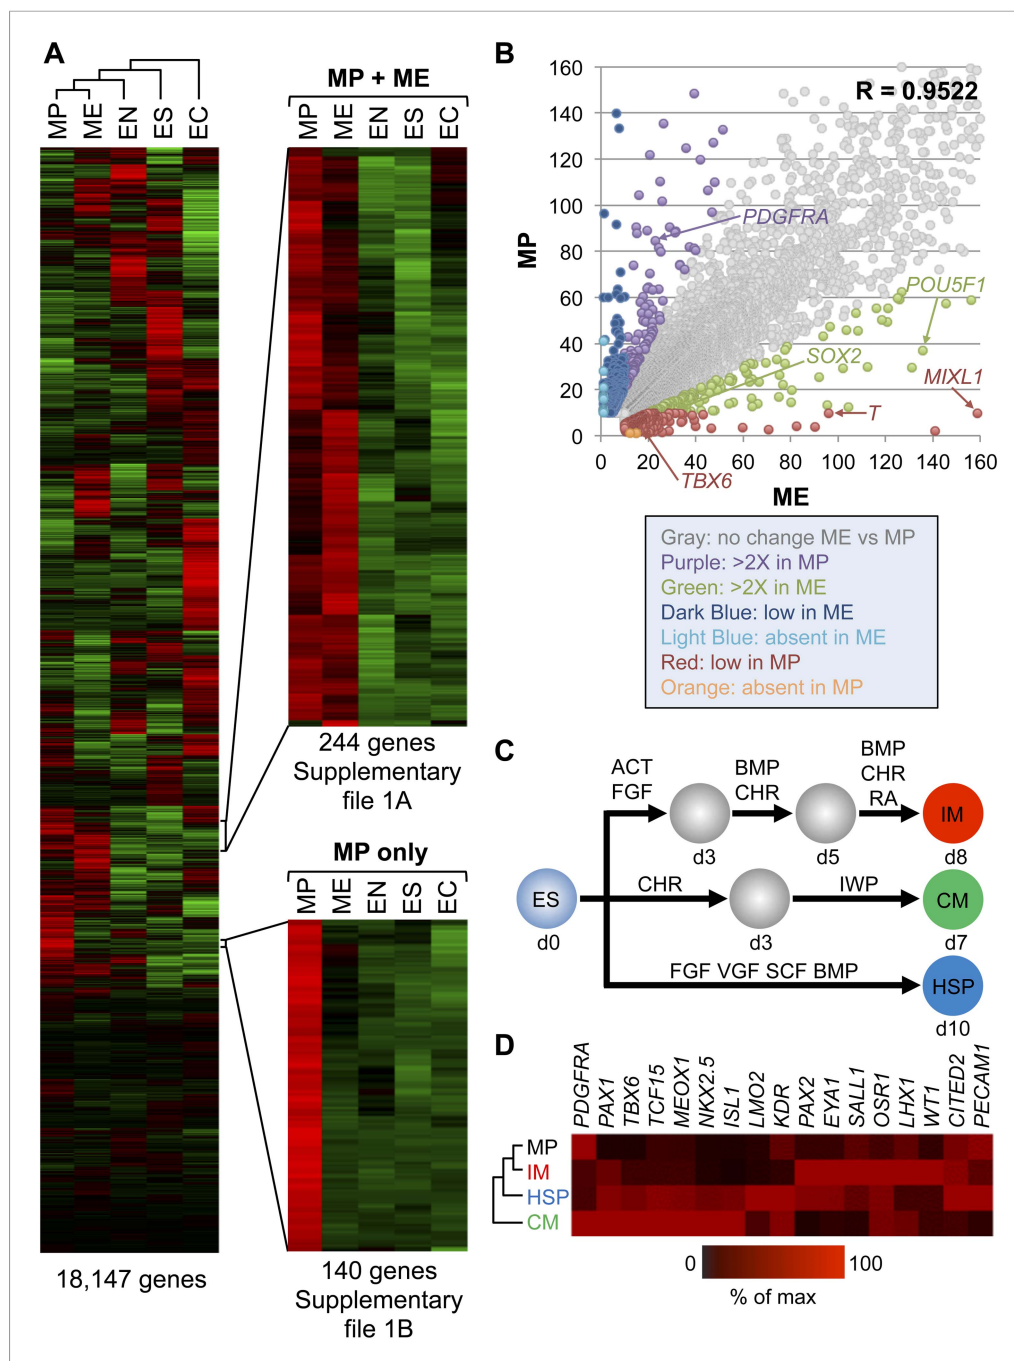 A
MP
ME
EN
ES
EC
18,147 genes
MP + ME
MP
ME
EN
ES
EC
244 genes
Supplementary
file 1A
MP only
MP
ME
EN
ES
EC
140 genes
Supplementary
file 1B
B
R = 0.9522
MP
160
140
120
100
80
60
40
20
0
0 20 40 60 80 100 120 140 160
ME
PDGFRA
POU5F1
SOX2
MIXL1
T
TBX6
Gray: no change ME vs MP
Purple: >2X in MP
Green: >2X in ME
Dark Blue: low in ME
Light Blue: absent in ME
Red: low in MP
Orange: absent in MP
C
ES
d0
ACT
FGF
d3
BMP
CHR
d5
BMP
CHR
RA
IM
d8
CHR
d3
IWP
CM
d7
FGF VGF SCF BMP
HSP
d10
D
PDGFRA
PAX1
TBX6
TCF15
MEOX1
NKX2.5
ISL1
LMO2
KDR
PAX2
EYA1
SALL1
OSR1
LHX1
WT1
CITED2
PECAM1
MP
IM
HSP
CM
0 100
% of max